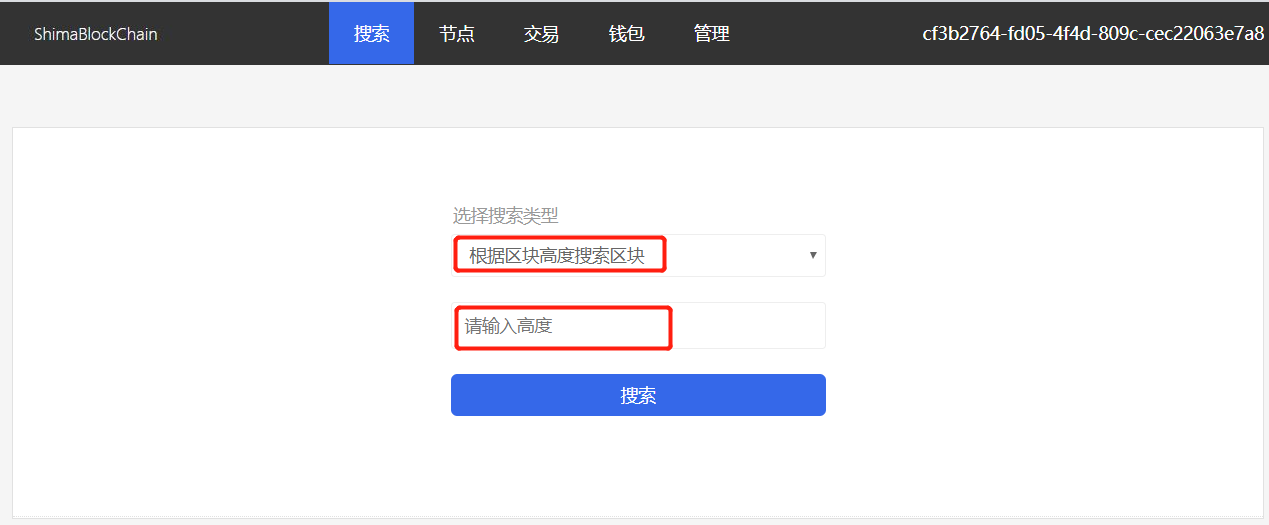 ShimaBlockChain 搜索 节点 交易 钱包 管理 cf3b2764-fd05-4f4d-809c-cec22063e7a8
选择搜索类型
根据区块高度搜索区块
请输入高度
搜索